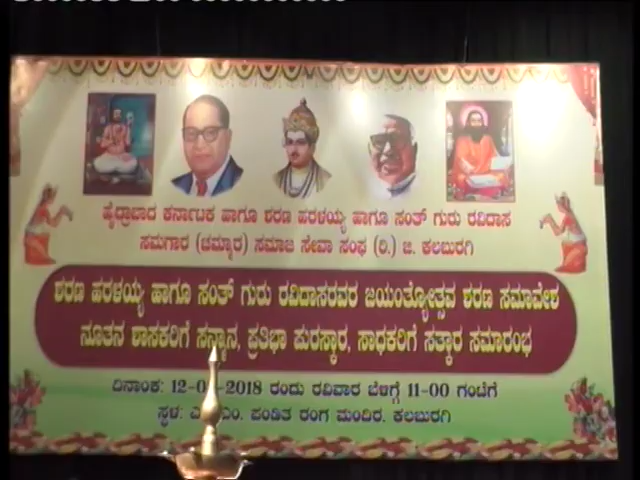 ಹೈದ್ರಾಬಾದ ಕರ್ನಾಟಕ ಹಾಗೂ ಶರಣ ಹರಳಯ್ಯ ಹಾಗೂ ಸಂತ್ ಗುರು ರವಿದಾಸ
ಸಮಗಾರ (ಚಮ್ಮಾರ) ಸಮಾಜ ಸೇವಾ ಸಂಘ (ರಿ.) ಜಿ. ಕಲಬುರಗಿ
ಶರಣ ಹರಳಯ್ಯ ಹಾಗೂ ಸಂತ್ ಗುರು ರವಿದಾಸರವರ ಜಯಂತ್ಯೋತ್ಸವ ಶರಣ ಸಮಾವೇಶ
ನೂತನ ಶಾಸಕರಿಗೆ ಸನ್ಮಾನ, ಪ್ರತಿಭಾ ಪುರಸ್ಕಾರ, ಸಾಧಕರಿಗೆ ಸತ್ಕಾರ ಸಮಾರಂಭ
ದಿನಾಂಕ: 12- -2018 ರಂದು ರವಿವಾರ ಬೆಳಿಗ್ಗೆ 11-00 ಗಂಟೆಗೆ
ಸ್ಥಳ: ಎಂ. ಪಂಡಿತ ರಂಗ ಮಂದಿರ. ಕಲಬುರಗಿ